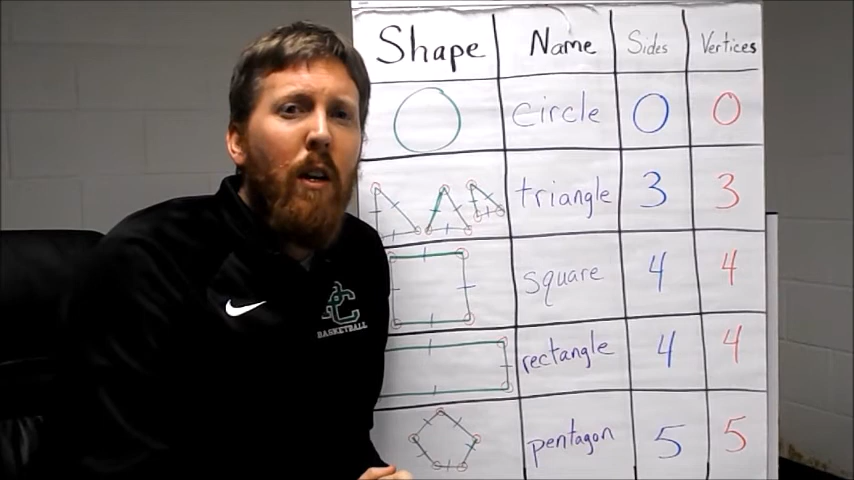 Shape Name Sides Vertices
circle 0 0
triangle 3 3
square 4 4
rectangle 4 4
pentagon 5 5
PC
BASKETBALL